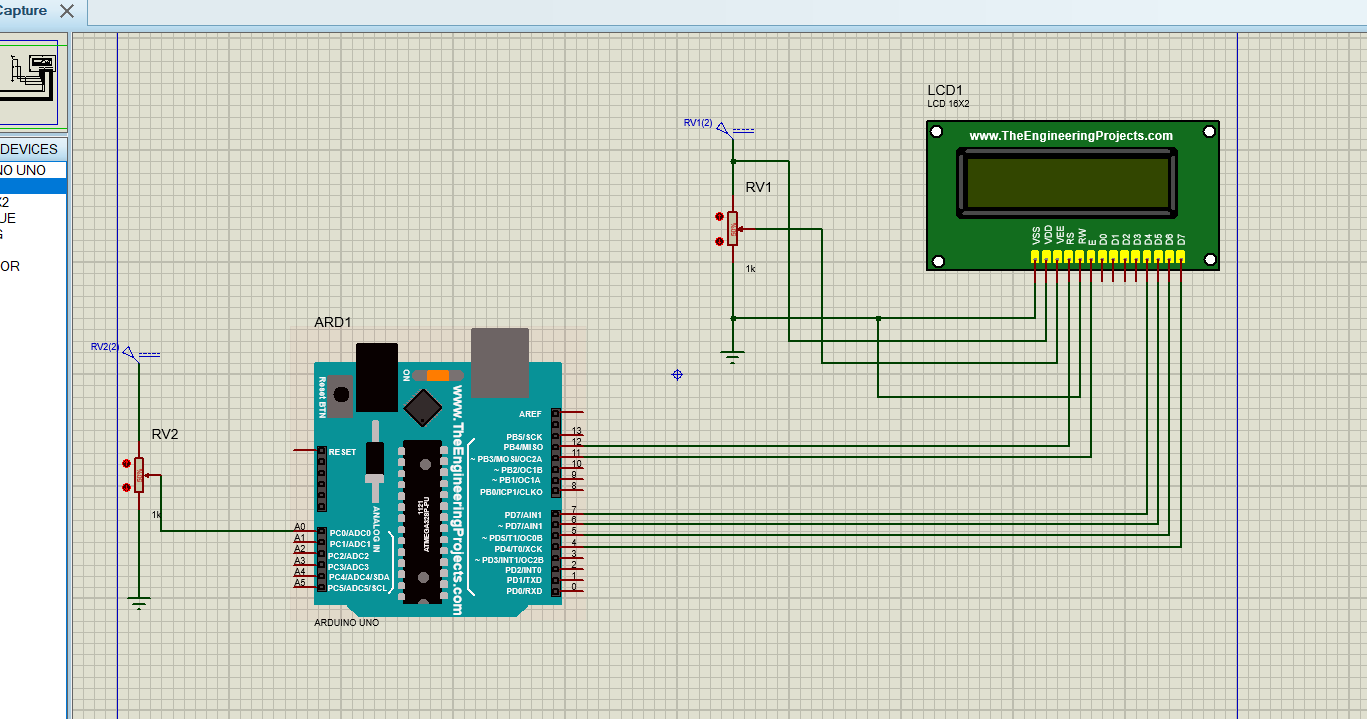 Capture
DEVICES
NO UNO
X2
UE
G
OR
LCD1
LCD 16X2
www.TheEngineeringProjects.com
VSS
VDD
VEE
RS
RW
E
D0
D1
D2
D3
D4
D5
D6
D7
RV1(2)
RV1
50%
1k
RV2(2)
RV2
50%
1k
ARD1
Reset BTN
ON
www.TheEngineeringProjects.com
RESET
ANALOG IN
1121
ATMEGA328P-PU
AREF
PB5/SCK
13
PB4/MISO
12
~ PB3/MOSI/OC2A
11
~ PB2/OC1B
10
~ PB1/OC1A
9
PB0/ICP1/CLKO
8
PD7/AIN1
7
~ PD7/AIN1
6
~ PD5/T1/OC0B
5
PD4/T0/XCK
4
~ PD3/INT1/OC2B
3
PD2/INT0
2
PD1/TXD
1
PD0/RXD
0
A0
PC0/ADC0
A1
PC1/ADC1
A2
PC2/ADC2
A3
PC3/ADC3
A4
PC4/ADC4/SDA
A5
PC5/ADC5/SCL
ARDUINO UNO